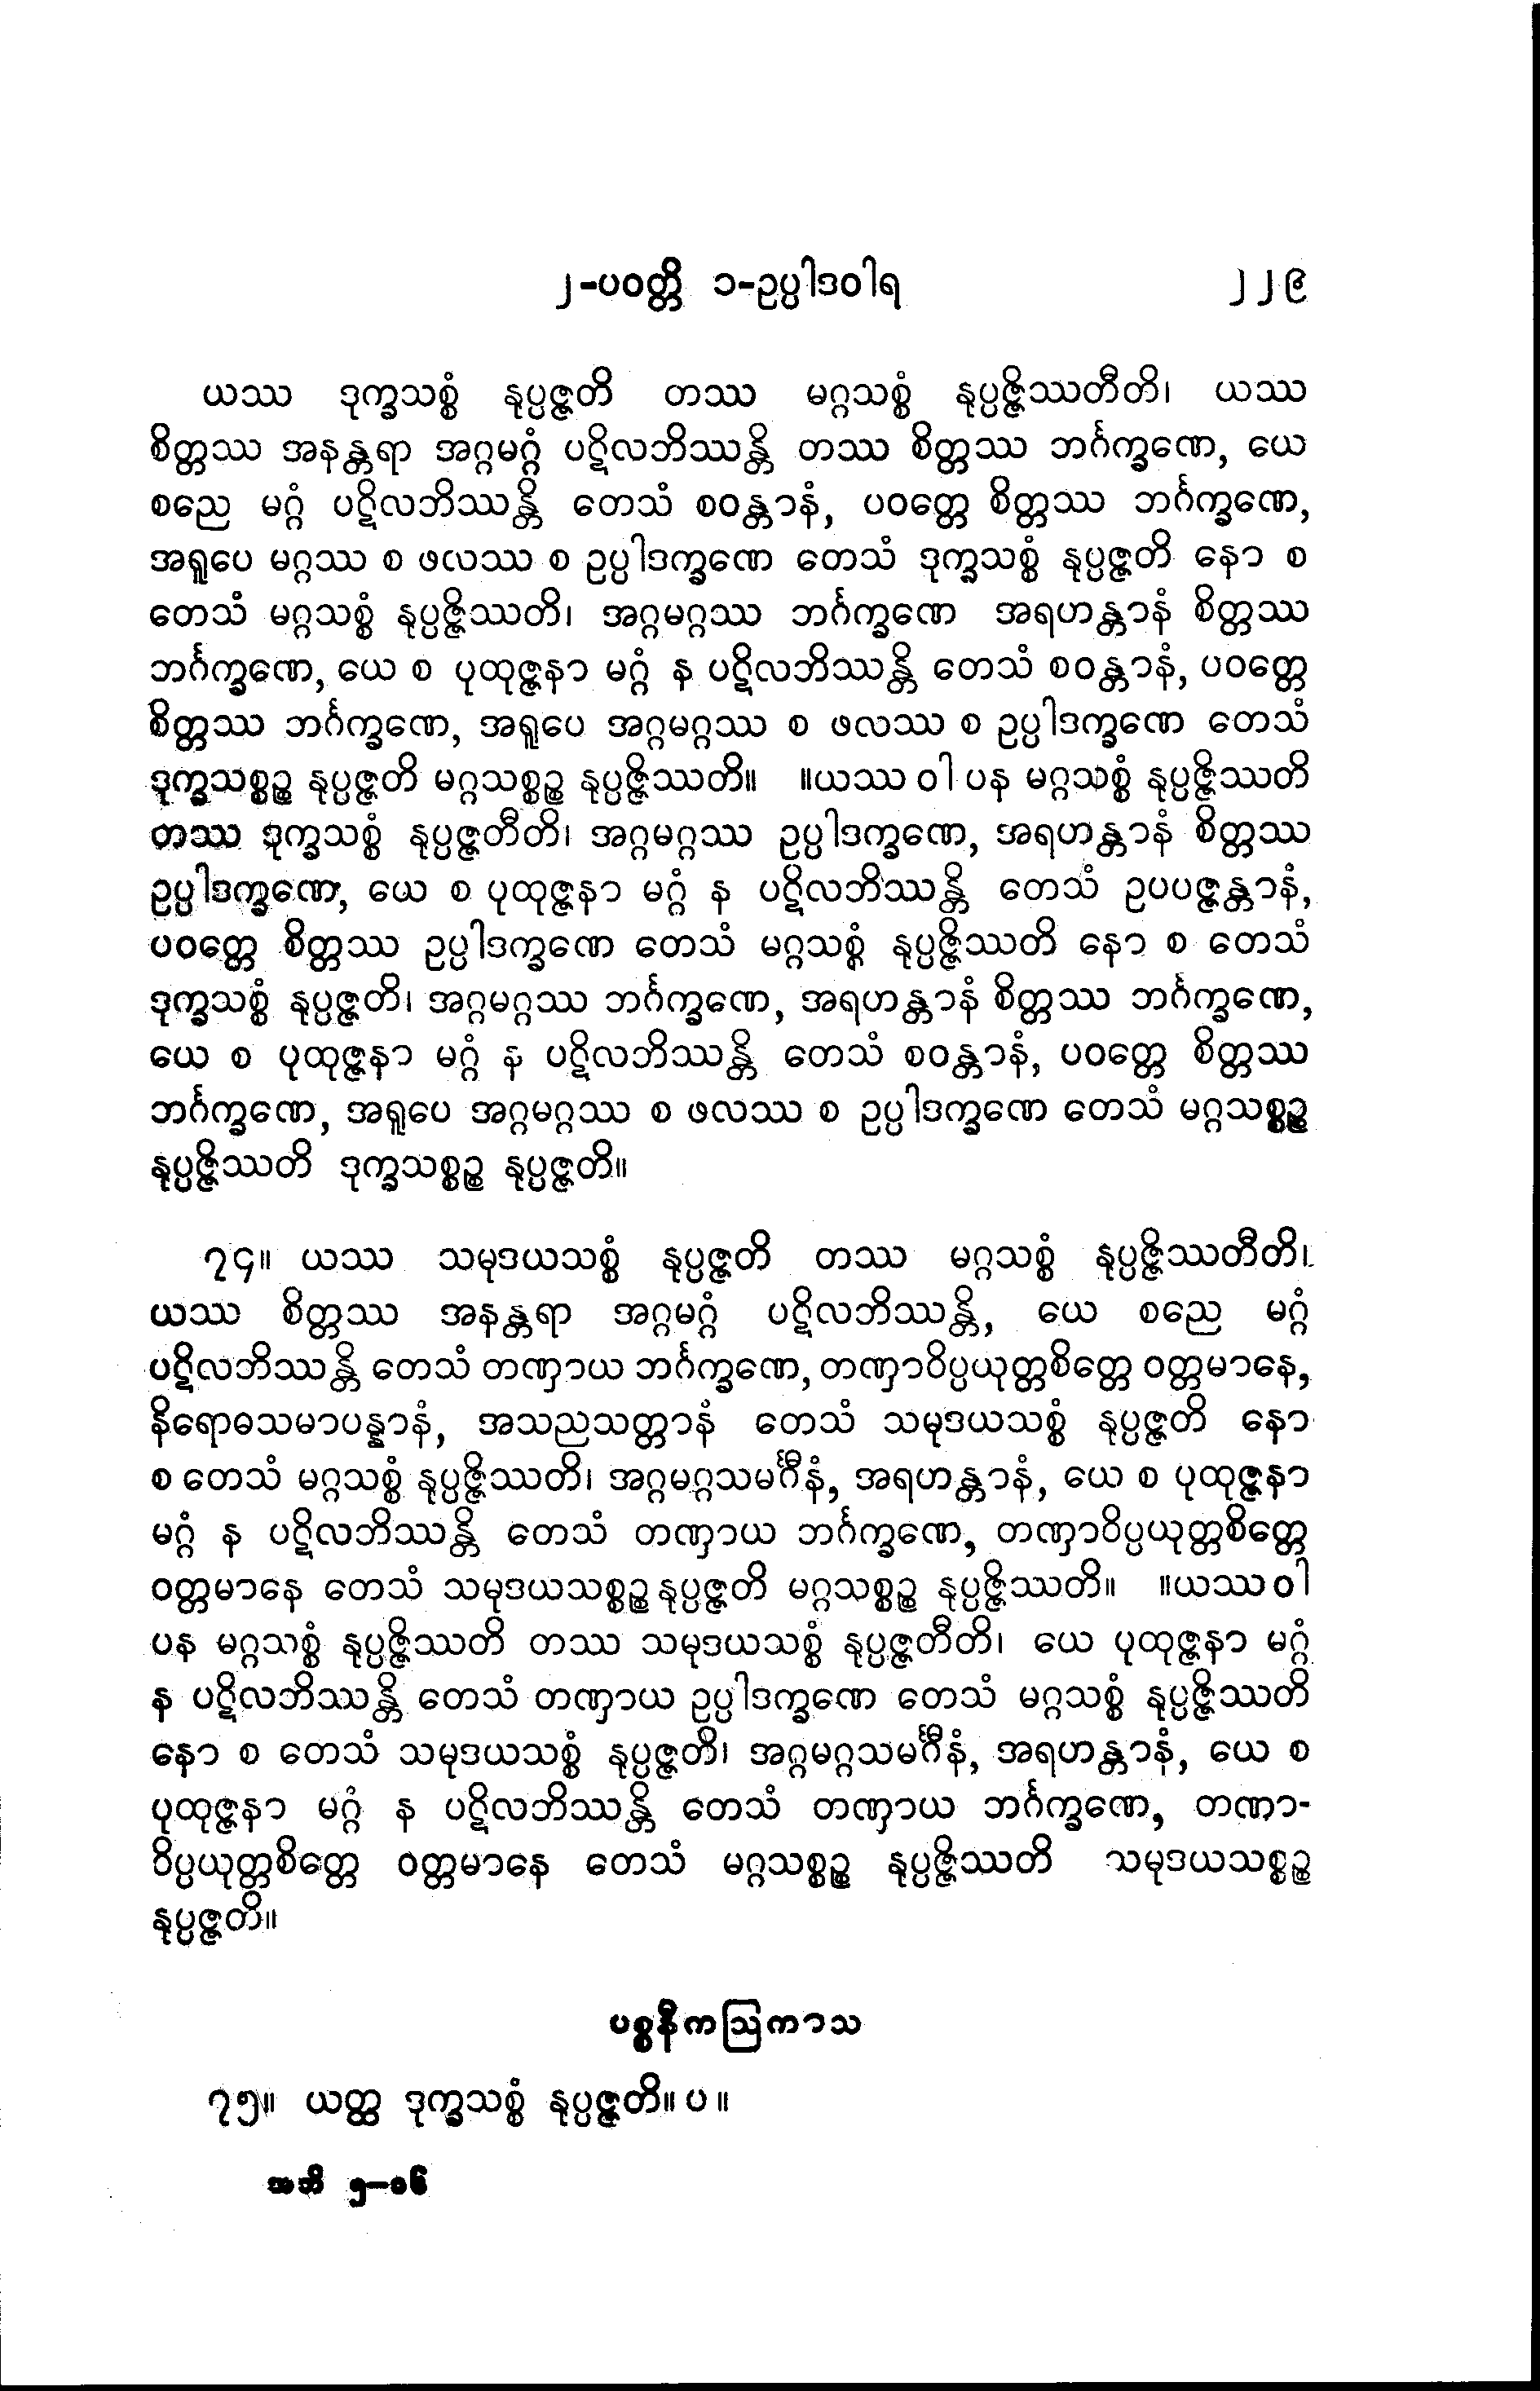 ၂-ပဝတ္တိ ၁-ဥပ္ပါဒဝါရ ၂၂၉
ယဿ ဒုက္ခသစ္စံ နုပ္ပဇ္ဇတိ တဿ မဂ္ဂသစ္စံ နုပ္ပဇ္ဇိဿတီတိ၊ ယဿ
စိတ္တဿ အနန္တရာ အဂ္ဂမဂ္ဂံ ပဋိလဘိဿန္တိ တဿ စိတ္တဿ ဘင်္ဂက္ခဏေ, ယေ
စညေ မဂ္ဂံ ပဋိလဘိဿန္တိ တေသံ စဝန္တာနံ, ပဝတ္တေ စိတ္တဿ ဘင်္ဂက္ခဏေ,
အရူပေ မဂ္ဂဿ စ ဖလဿ စ ဥပ္ပါဒက္ခဏေ တေသံ ဒုက္ခသစ္စံ နုပ္ပဇ္ဇတိ နော စ
တေသံ မဂ္ဂသစ္စံ နုပ္ပဇ္ဇိဿတိ၊ အဂ္ဂမဂ္ဂဿ ဘင်္ဂက္ခဏေ အရဟန္တာနံ စိတ္တဿ
ဘင်္ဂက္ခဏေ, ယေ စ ပုထုဇ္ဇနာ မဂ္ဂံ န ပဋိလဘိဿန္တိ တေသံ စဝန္တာနံ, ပဝတ္တေ
စိတ္တဿ ဘင်္ဂက္ခဏေ, အရူပေ အဂ္ဂမဂ္ဂဿ စ ဖလဿ စ ဥပ္ပါဒက္ခဏေ တေသံ
ဒုက္ခသစ္စဉ္စ နုပ္ပဇ္ဇတိ မဂ္ဂသစ္စဉ္စ နုပ္ပဇ္ဇိဿတိ။ ။ယဿ ဝါ ပန မဂ္ဂသစ္စံ နုပ္ပဇ္ဇိဿတိ
တဿ ဒုက္ခသစ္စံ နုပ္ပဇ္ဇတီတိ၊ အဂ္ဂမဂ္ဂဿ ဥပ္ပါဒက္ခဏေ, အရဟန္တာနံ စိတ္တဿ
ဥပ္ပါဒက္ခဏေ, ယေ စ ပုထုဇ္ဇနာ မဂ္ဂံ န ပဋိလဘိဿန္တိ တေသံ ဥပပဇ္ဇန္တာနံ,
ပဝတ္တေ စိတ္တဿ ဥပ္ပါဒက္ခဏေ တေသံ မဂ္ဂသစ္စံ နုပ္ပဇ္ဇိဿတိ နော စ တေသံ
ဒုက္ခသစ္စံ နုပ္ပဇ္ဇတိ၊ အဂ္ဂမဂ္ဂဿ ဘင်္ဂက္ခဏေ, အရဟန္တာနံ စိတ္တဿ ဘင်္ဂက္ခဏေ,
ယေ စ ပုထုဇ္ဇနာ မဂ္ဂံ န ပဋိလဘိဿန္တိ တေသံ စဝန္တာနံ, ပဝတ္တေ စိတ္တဿ
ဘင်္ဂက္ခဏေ, အရူပေ အဂ္ဂမဂ္ဂဿ စ ဖလဿ စ ဥပ္ပါဒက္ခဏေ တေသံ မဂ္ဂသစ္စဉ္စ
နုပ္ပဇ္ဇိဿတိ ဒုက္ခသစ္စဉ္စ နုပ္ပဇ္ဇတိ။
၇၄။ ယဿ သမုဒယသစ္စံ နုပ္ပဇ္ဇတိ တဿ မဂ္ဂသစ္စံ နုပ္ပဇ္ဇိဿတီတိ၊
ယဿ စိတ္တဿ အနန္တရာ အဂ္ဂမဂ္ဂံ ပဋိလဘိဿန္တိ, ယေ စညေ မဂ္ဂံ
ပဋိလဘိဿန္တိ တေသံ တဏှာယ ဘင်္ဂက္ခဏေ, တဏှာဝိပ္ပယုတ္တစိတ္တေ ဝတ္တမာနေ,
နိရောဓသမာပန္နာနံ, အသညသတ္တာနံ တေသံ သမုဒယသစ္စံ နုပ္ပဇ္ဇတိ နော
စ တေသံ မဂ္ဂသစ္စံ နုပ္ပဇ္ဇိဿတိ၊ အဂ္ဂမဂ္ဂသမင်္ဂီနံ, အရဟန္တာနံ, ယေ စ ပုထုဇ္ဇနာ
မဂ္ဂံ န ပဋိလဘိဿန္တိ တေသံ တဏှာယ ဘင်္ဂက္ခဏေ, တဏှာဝိပ္ပယုတ္တစိတ္တေ
ဝတ္တမာနေ တေသံ သမုဒယသစ္စဉ္စ နုပ္ပဇ္ဇတိ မဂ္ဂသစ္စဉ္စ နုပ္ပဇ္ဇိဿတိ။ ။ယဿ ဝါ
ပန မဂ္ဂသစ္စံ နုပ္ပဇ္ဇိဿတိ တဿ သမုဒယသစ္စံ နုပ္ပဇ္ဇတီတိ၊ ယေ ပုထုဇ္ဇနာ မဂ္ဂံ
န ပဋိလဘိဿန္တိ တေသံ တဏှာယ ဥပ္ပါဒက္ခဏေ တေသံ မဂ္ဂသစ္စံ နုပ္ပဇ္ဇိဿတိ
နော စ တေသံ သမုဒယသစ္စံ နုပ္ပဇ္ဇတိ၊ အဂ္ဂမဂ္ဂသမင်္ဂီနံ, အရဟန္တာနံ, ယေ စ
ပုထုဇ္ဇနာ မဂ္ဂံ န ပဋိလဘိဿန္တိ တေသံ တဏှာယ ဘင်္ဂက္ခဏေ, တဏှာ-
ဝိပ္ပယုတ္တစိတ္တေ ဝတ္တမာနေ တေသံ မဂ္ဂသစ္စဉ္စ နုပ္ပဇ္ဇိဿတိ သမုဒယသစ္စဉ္စ
နုပ္ပဇ္ဇတိ။
ပစ္စနီကဩကာသ
၇၅။ ယတ္ထ ဒုက္ခသစ္စံ နုပ္ပဇ္ဇတိ။ ပ ။
အဘိ ၅-၁၆